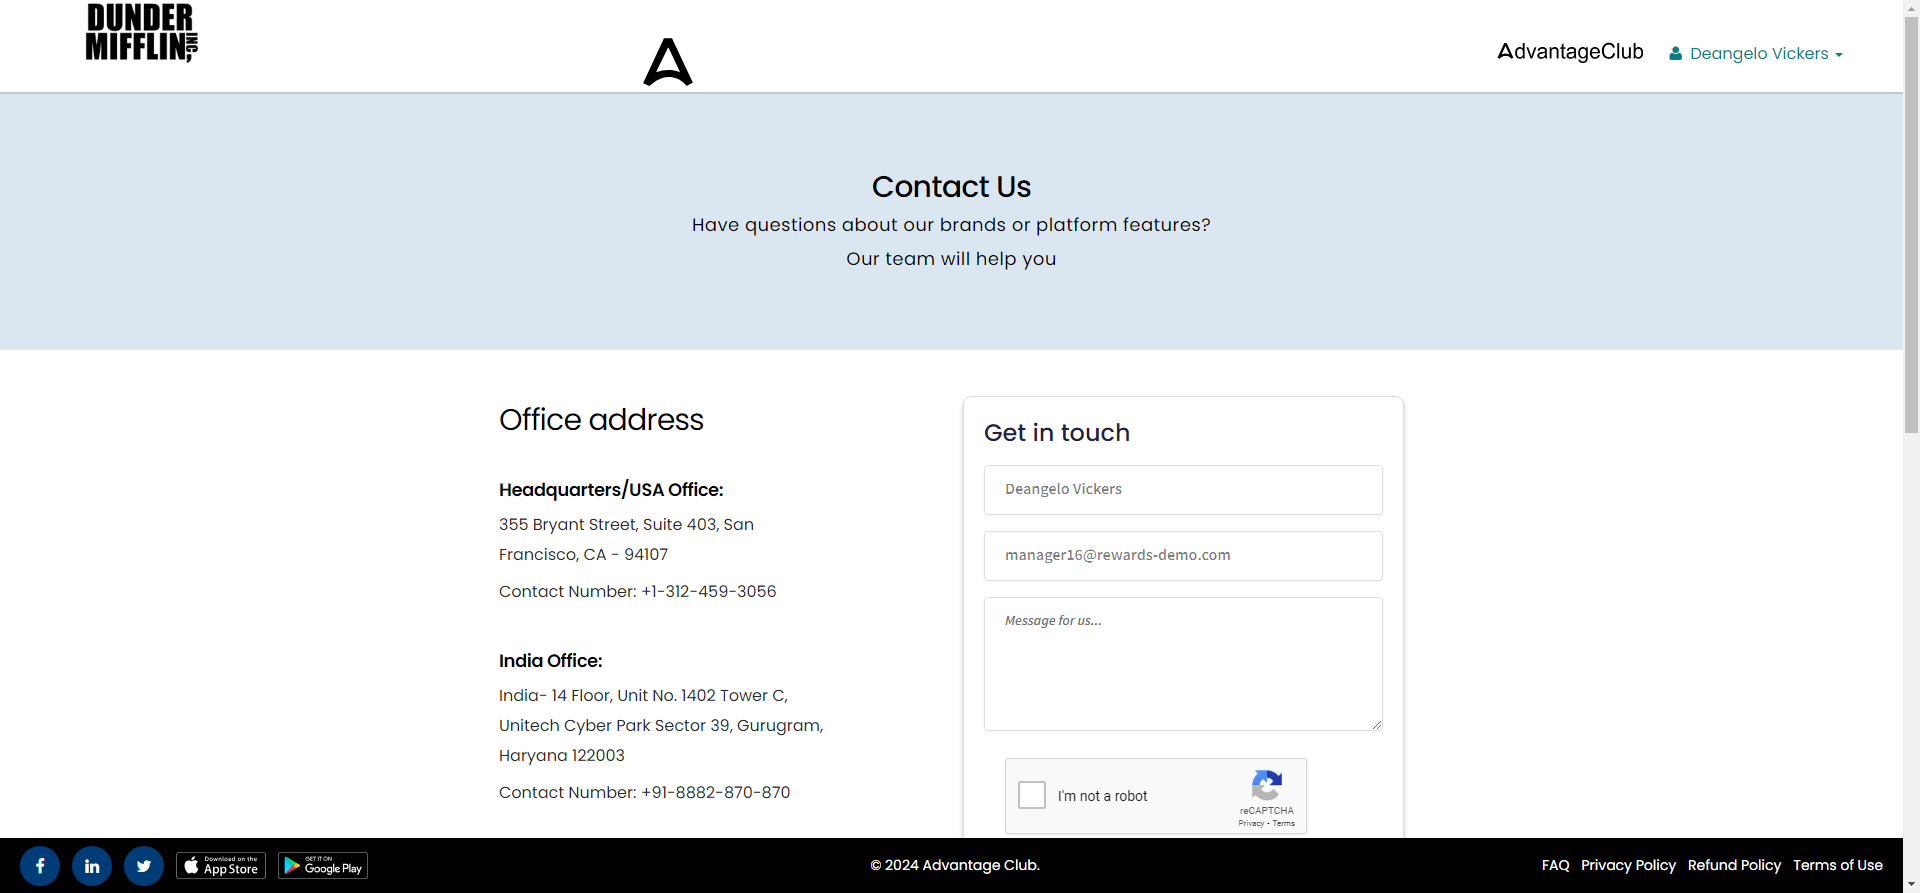 DUNDER
MIFFLIN, INC
AdvantageClub
Deangelo Vickers
Contact Us
Have questions about our brands or platform features?
Our team will help you
Office address
Headquarters/USA Office:
355 Bryant Street, Suite 403, San
Francisco, CA - 94107
Contact Number: +1-312-459-3056
India Office:
India- 14 Floor, Unit No. 1402 Tower C,
Unitech Cyber Park Sector 39, Gurugram,
Haryana 122003
Contact Number: +91-8882-870-870
Get in touch
Deangelo Vickers
manager16@rewards-demo.com
Message for us...
I'm not a robot
reCAPTCHA
Privacy - Terms
Download on the
App Store
GET IT ON
Google Play
© 2024 Advantage Club.
FAQ Privacy Policy Refund Policy Terms of Use